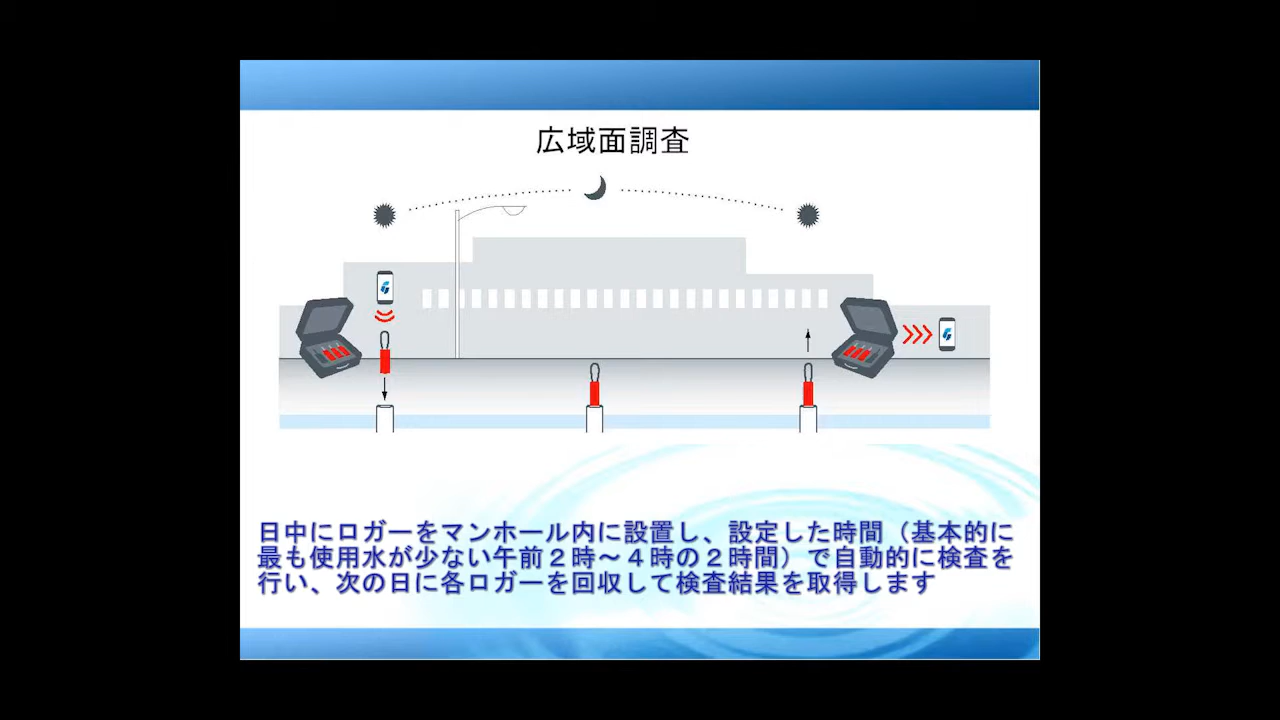 広域面調査
日中にロガーをマンホール内に設置し、設定した時間（基本的に
最も使用水が少ない午前２時～４時の２時間）で自動的に検査を
行い、次の日に各ロガーを回収して検査結果を取得します